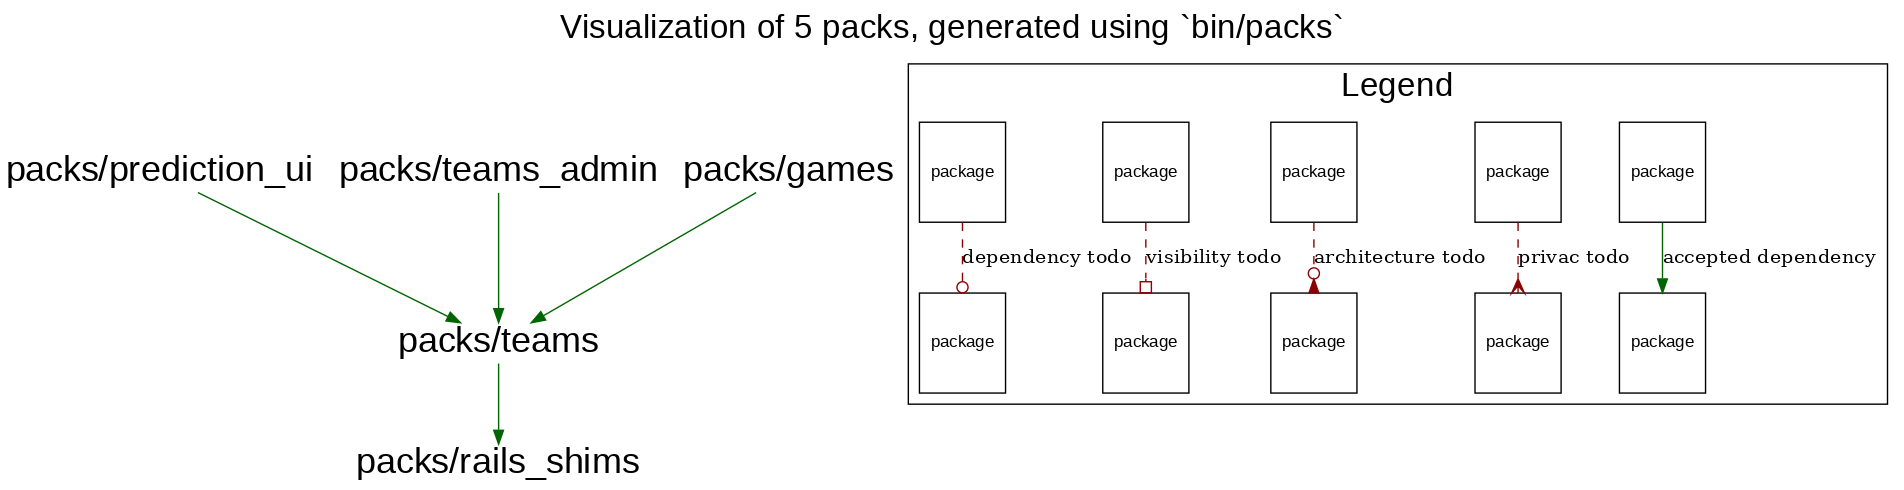 Visualization of 5 packs, generated using `bin/packs`
packs/prediction_ui packs/teams_admin packs/games
packs/teams
packs/rails_shims
Legend
package package package package package
dependency todo visibility todo architecture todo privac todo accepted dependency
package package package package package